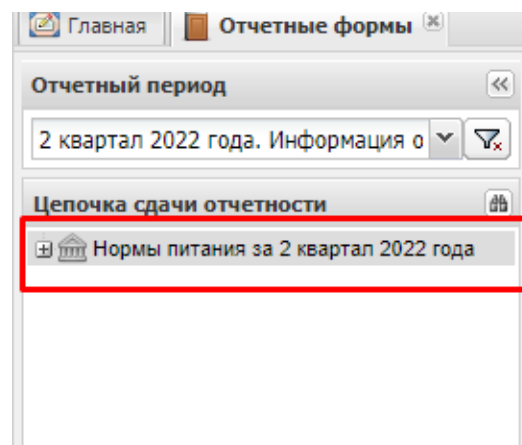 Главная
Отчетные формы
Отчетный период
2 квартал 2022 года. Информация о
Цепочка сдачи отчетности
Нормы питания за 2 квартал 2022 года